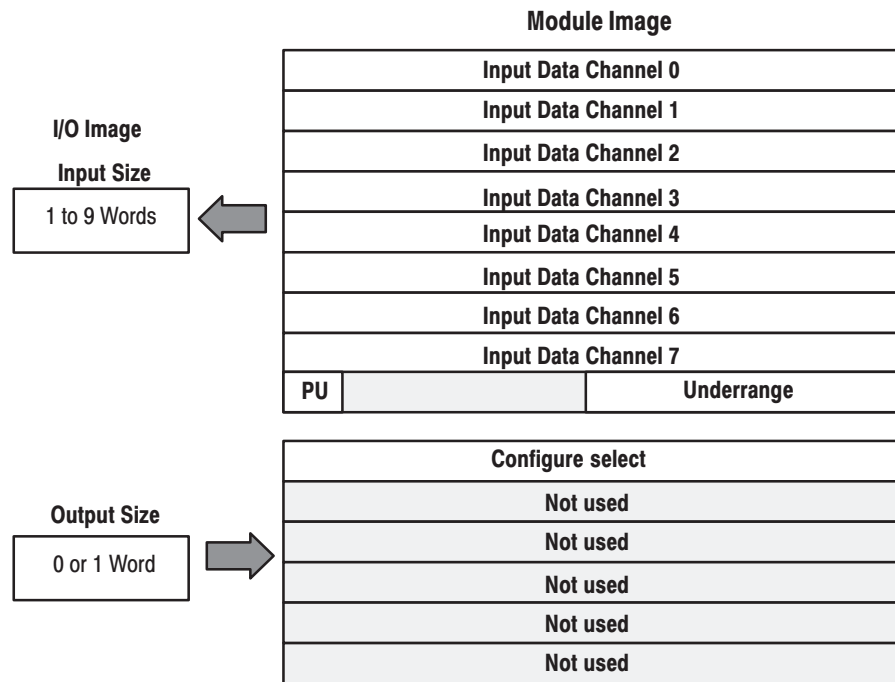 Module Image
Input Data Channel 0
Input Data Channel 1
Input Data Channel 2
Input Data Channel 3
Input Data Channel 4
Input Data Channel 5
Input Data Channel 6
Input Data Channel 7
PU Underrange
I/O Image
Input Size
1 to 9 Words
Configure select
Not used
Not used
Not used
Not used
Not used
Output Size
0 or 1 Word